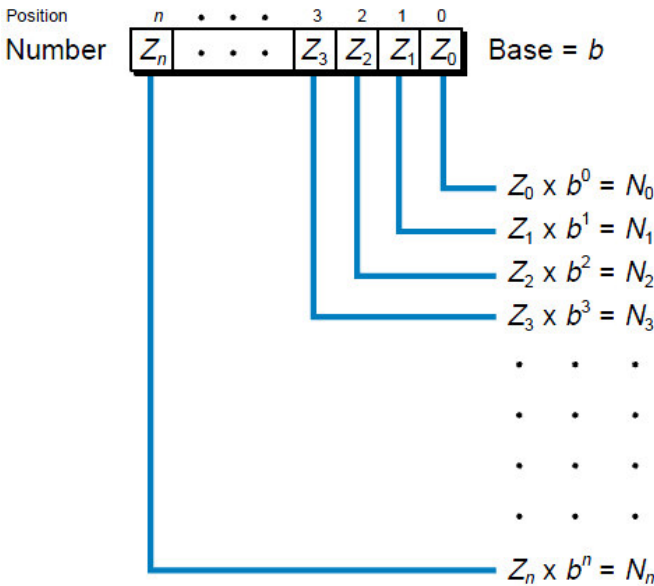 Position n • • • 3 2 1 0
Number Zₙ • • • Z₃ Z₂ Z₁ Z₀ Base = b
Z₀ x b⁰ = N₀
Z₁ x b¹ = N₁
Z₂ x b² = N₂
Z₃ x b³ = N₃
• • •
• • •
• • •
• • •
Zₙ x bⁿ = Nₙ